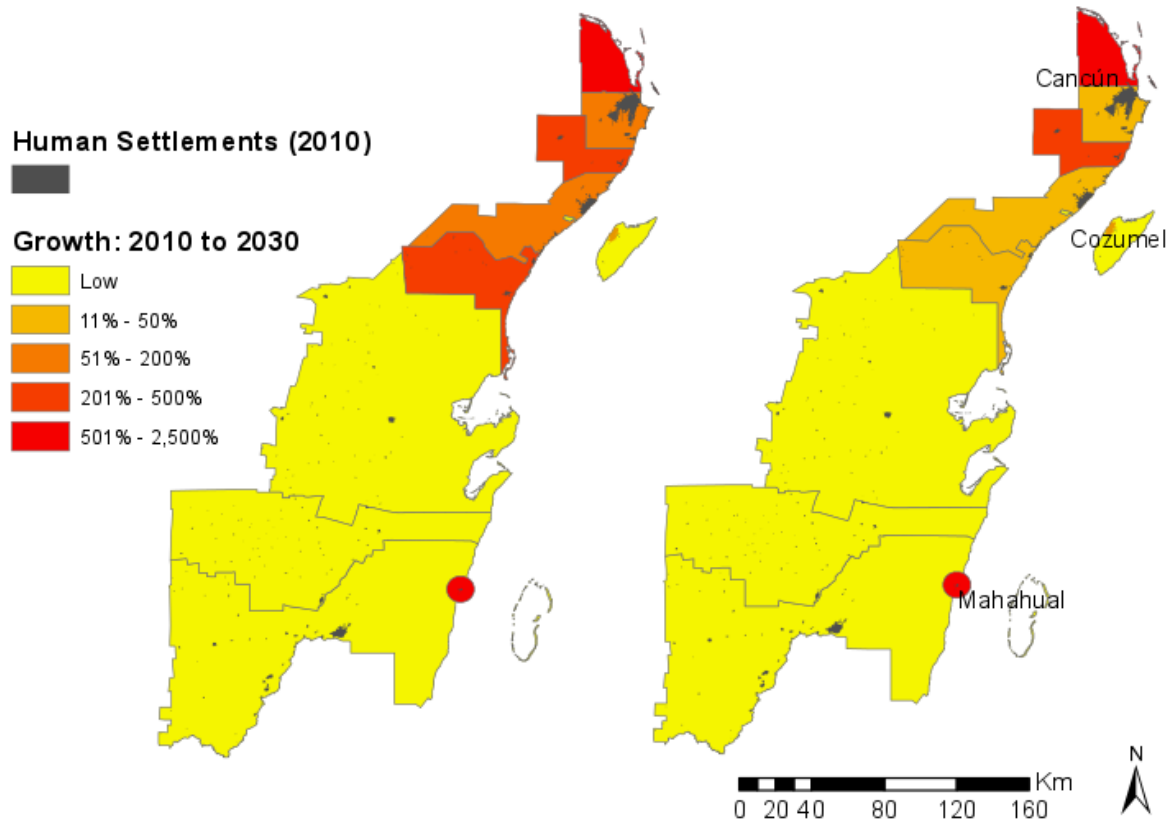 Human Settlements (2010)
Growth: 2010 to 2030
Low
11% - 50%
51% - 200%
201% - 500%
501% - 2,500%
Cancún
Cozumel
Mahahual
Km
0 20 40 80 120 160
N